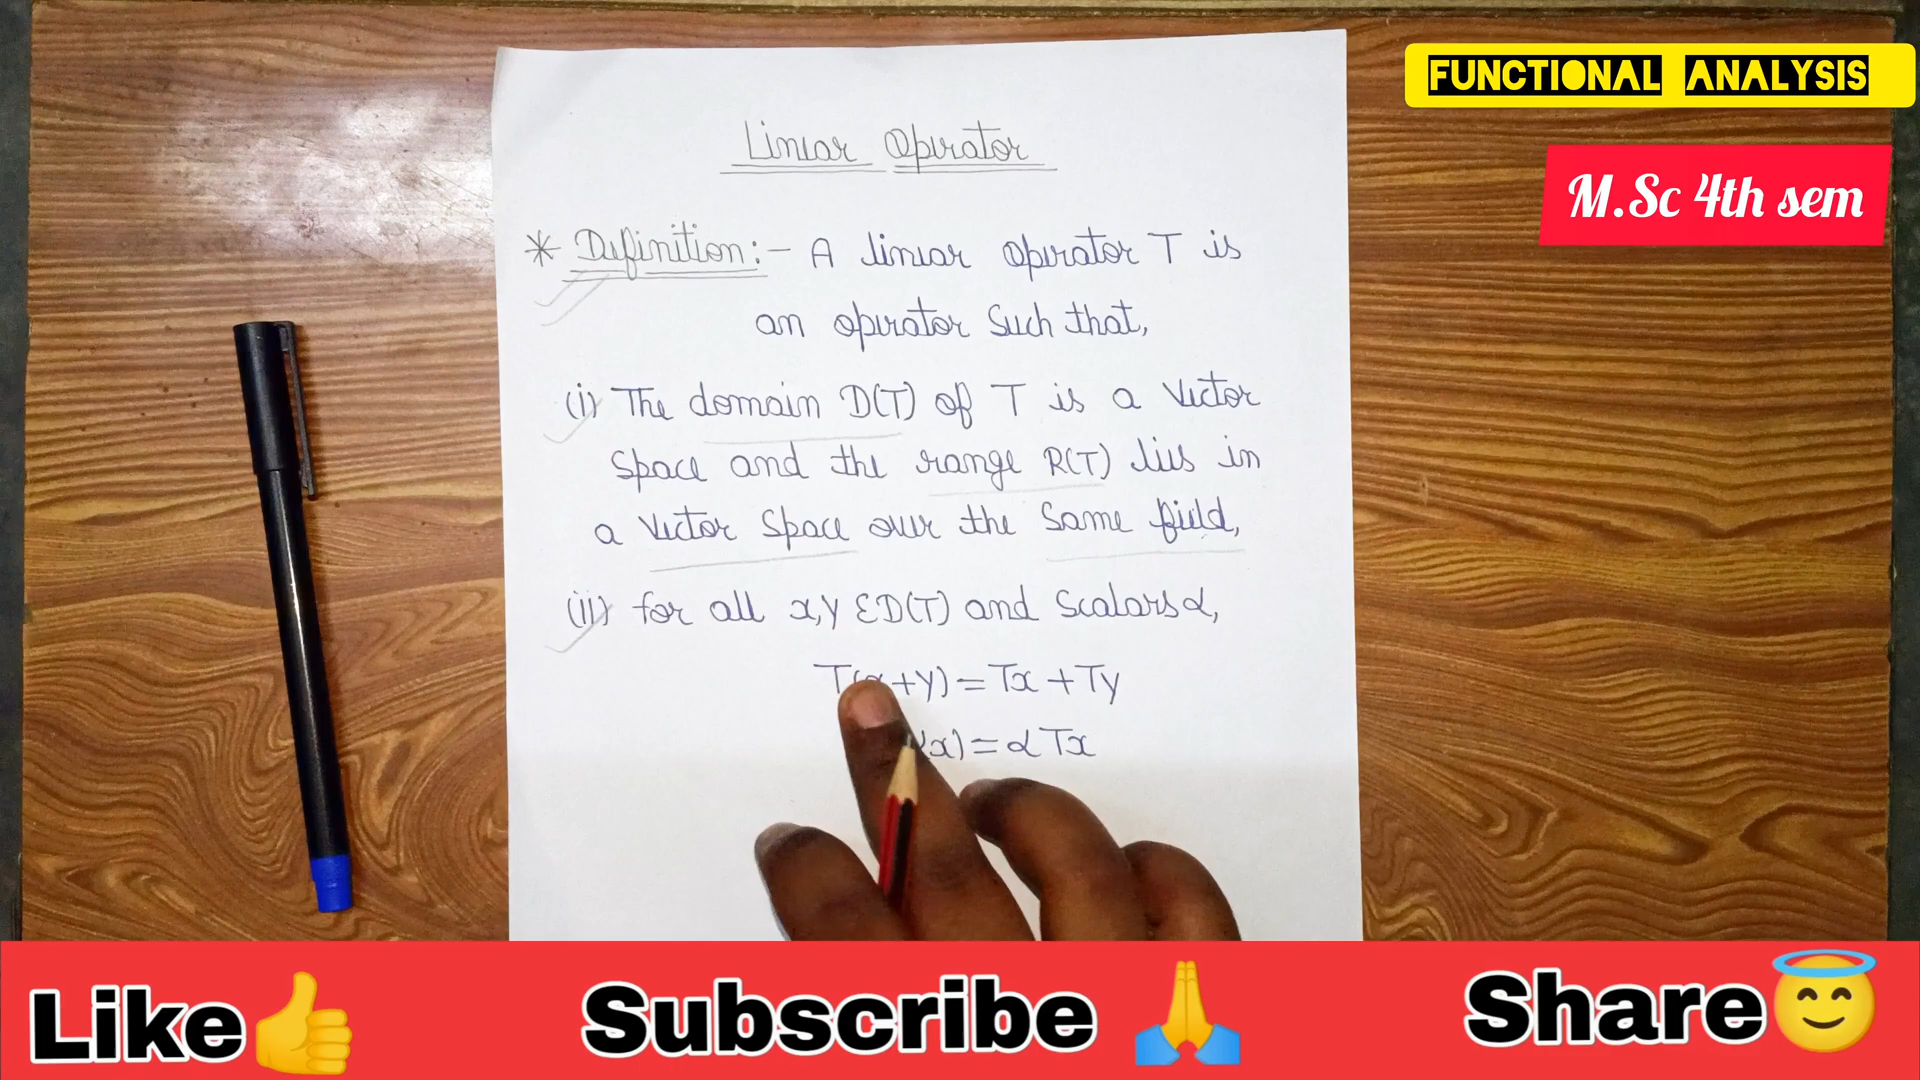 FUNCTIONAL ANALYSIS
M.Sc 4th sem
Linear Operator
* Definition:- A linear operator T is
an operator Such that,
(i) The domain D(T) of T is a Vector
Space and the range R(T) lies in
a Vector Space over the Same field,
(ii) for all x,y ∈ D(T) and Scalars α,
T(x+y) = Tx + Ty
x) = α Tx
Like👍 Subscribe 🙏 Share😇